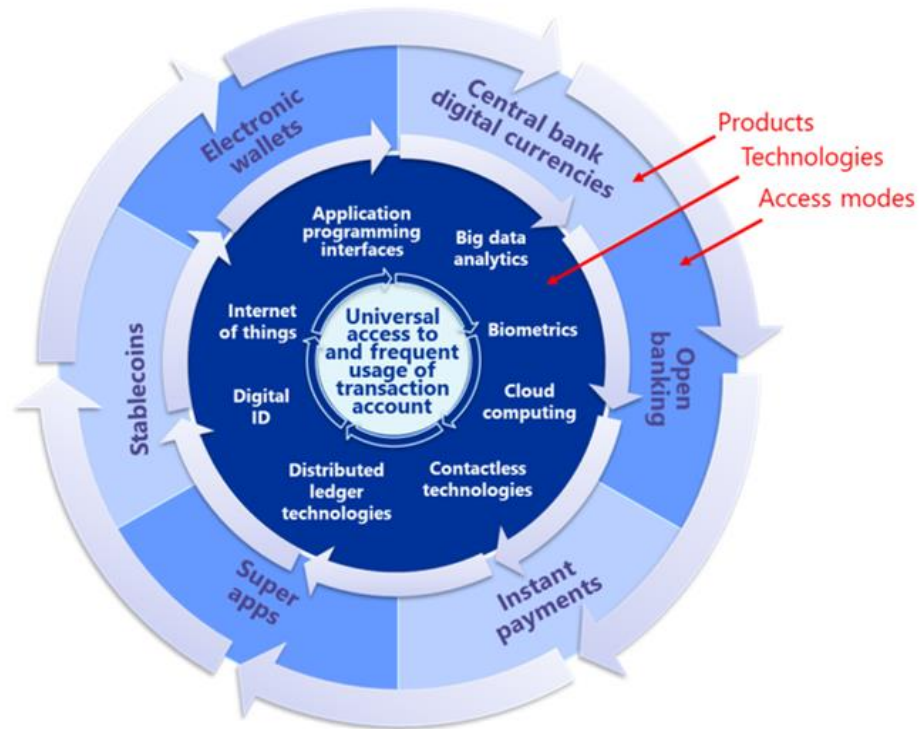 Electronic
wallets
Central bank
digital currencies
Products
Technologies
Access modes
Application
programming
interfaces
Big data
analytics
Internet
of things
Universal
access to
and frequent
usage of
transaction
account
Biometrics
Stablecoins
Open
banking
Digital
ID
Cloud
computing
Distributed
ledger
technologies
Contactless
technologies
Super
apps
Instant
payments